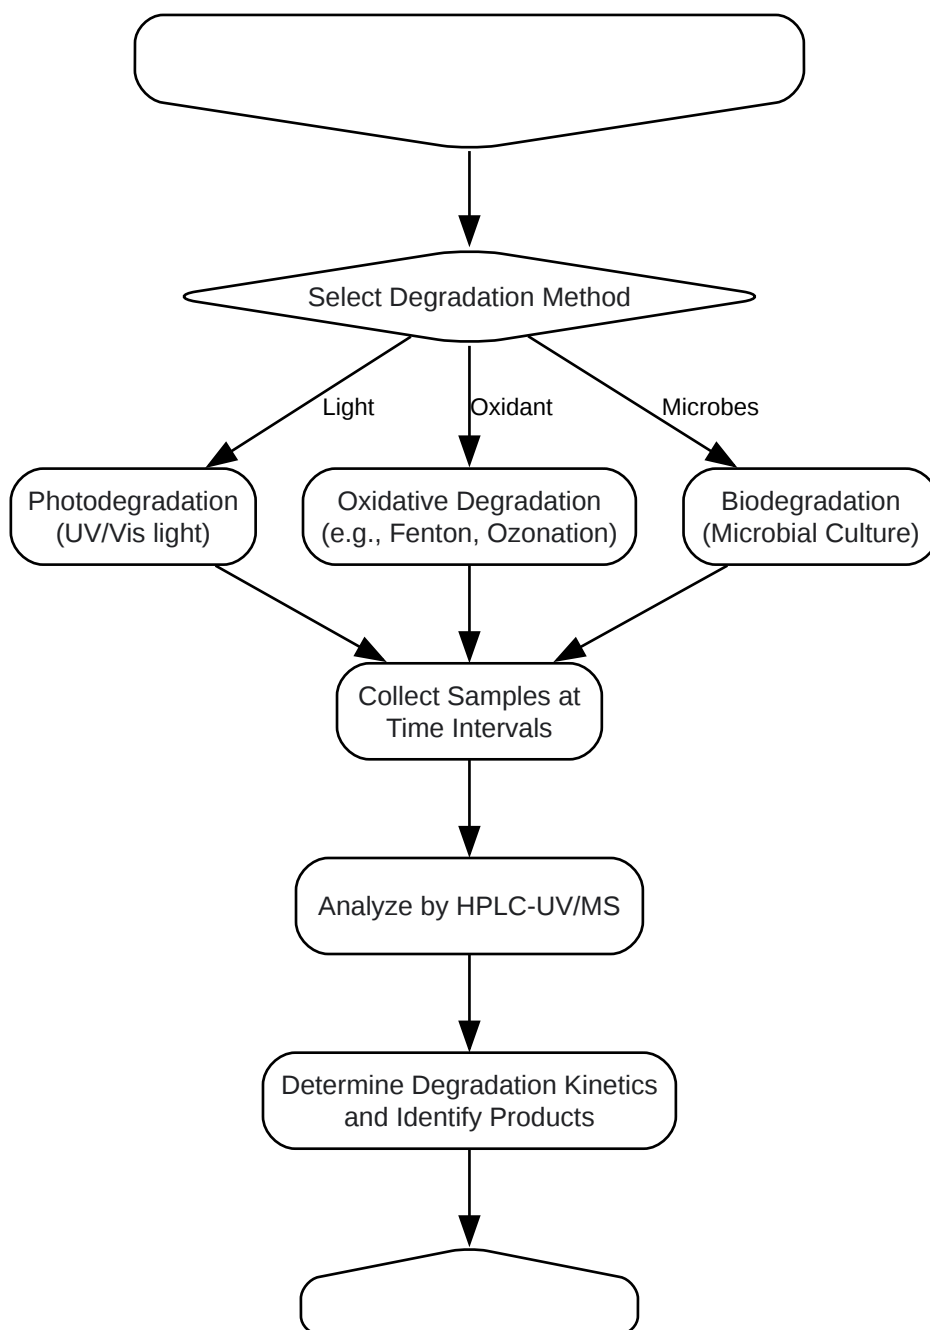 Select Degradation Method
Light
Oxidant
Microbes
Photodegradation
(UV/Vis light)
Oxidative Degradation
(e.g., Fenton, Ozonation)
Biodegradation
(Microbial Culture)
Collect Samples at
Time Intervals
Analyze by HPLC-UV/MS
Determine Degradation Kinetics
and Identify Products